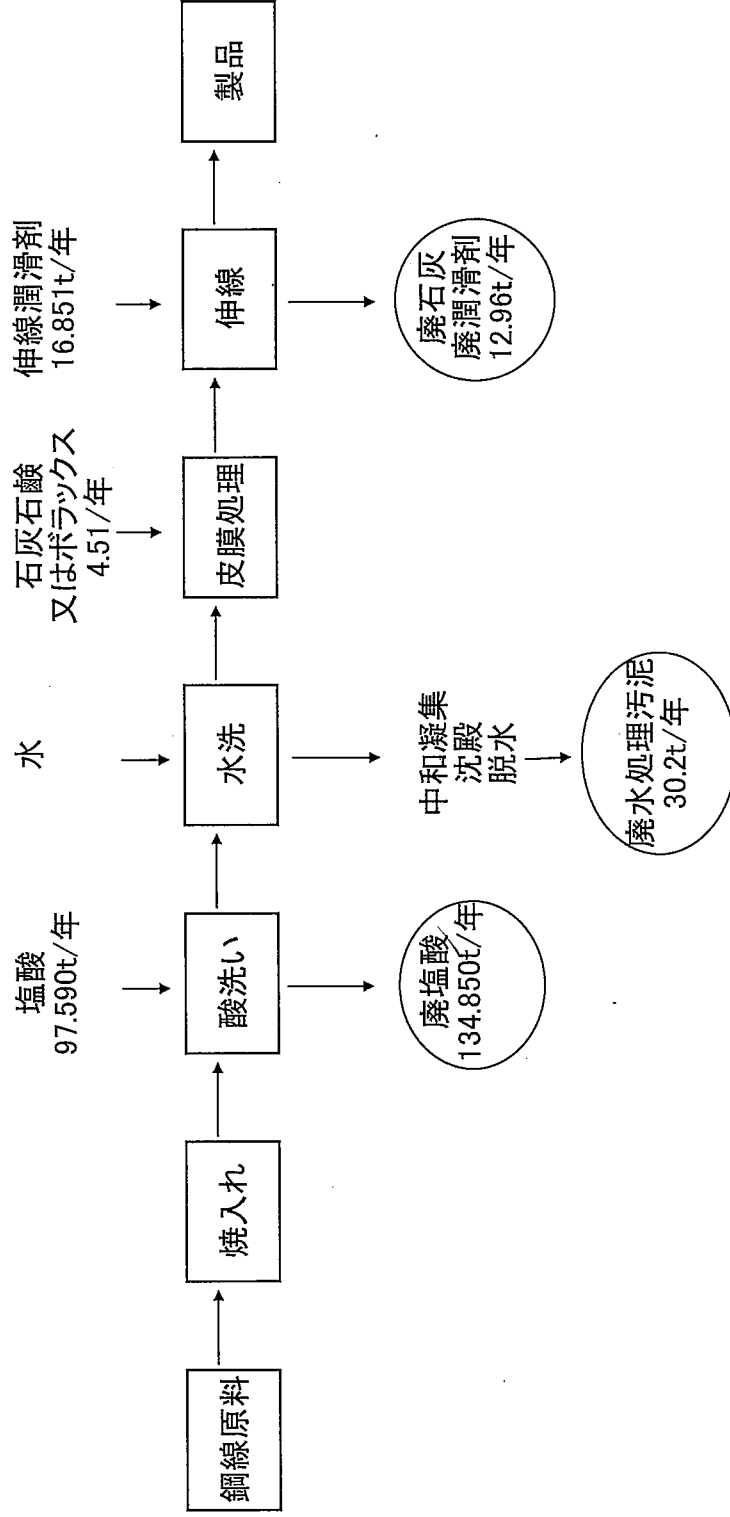 鋼線原料
焼入れ
塩酸
97.590t/年
酸洗い
廃塩酸
134.850t/年
水
水洗
中和凝集
沈殿
脱水
廃水処理汚泥
30.2t/年
石灰石鹸
又はボラックス
4.51/年
皮膜処理
伸線潤滑剤
16.851t/年
伸線
廃石灰
廃潤滑剤
12.96t/年
製品